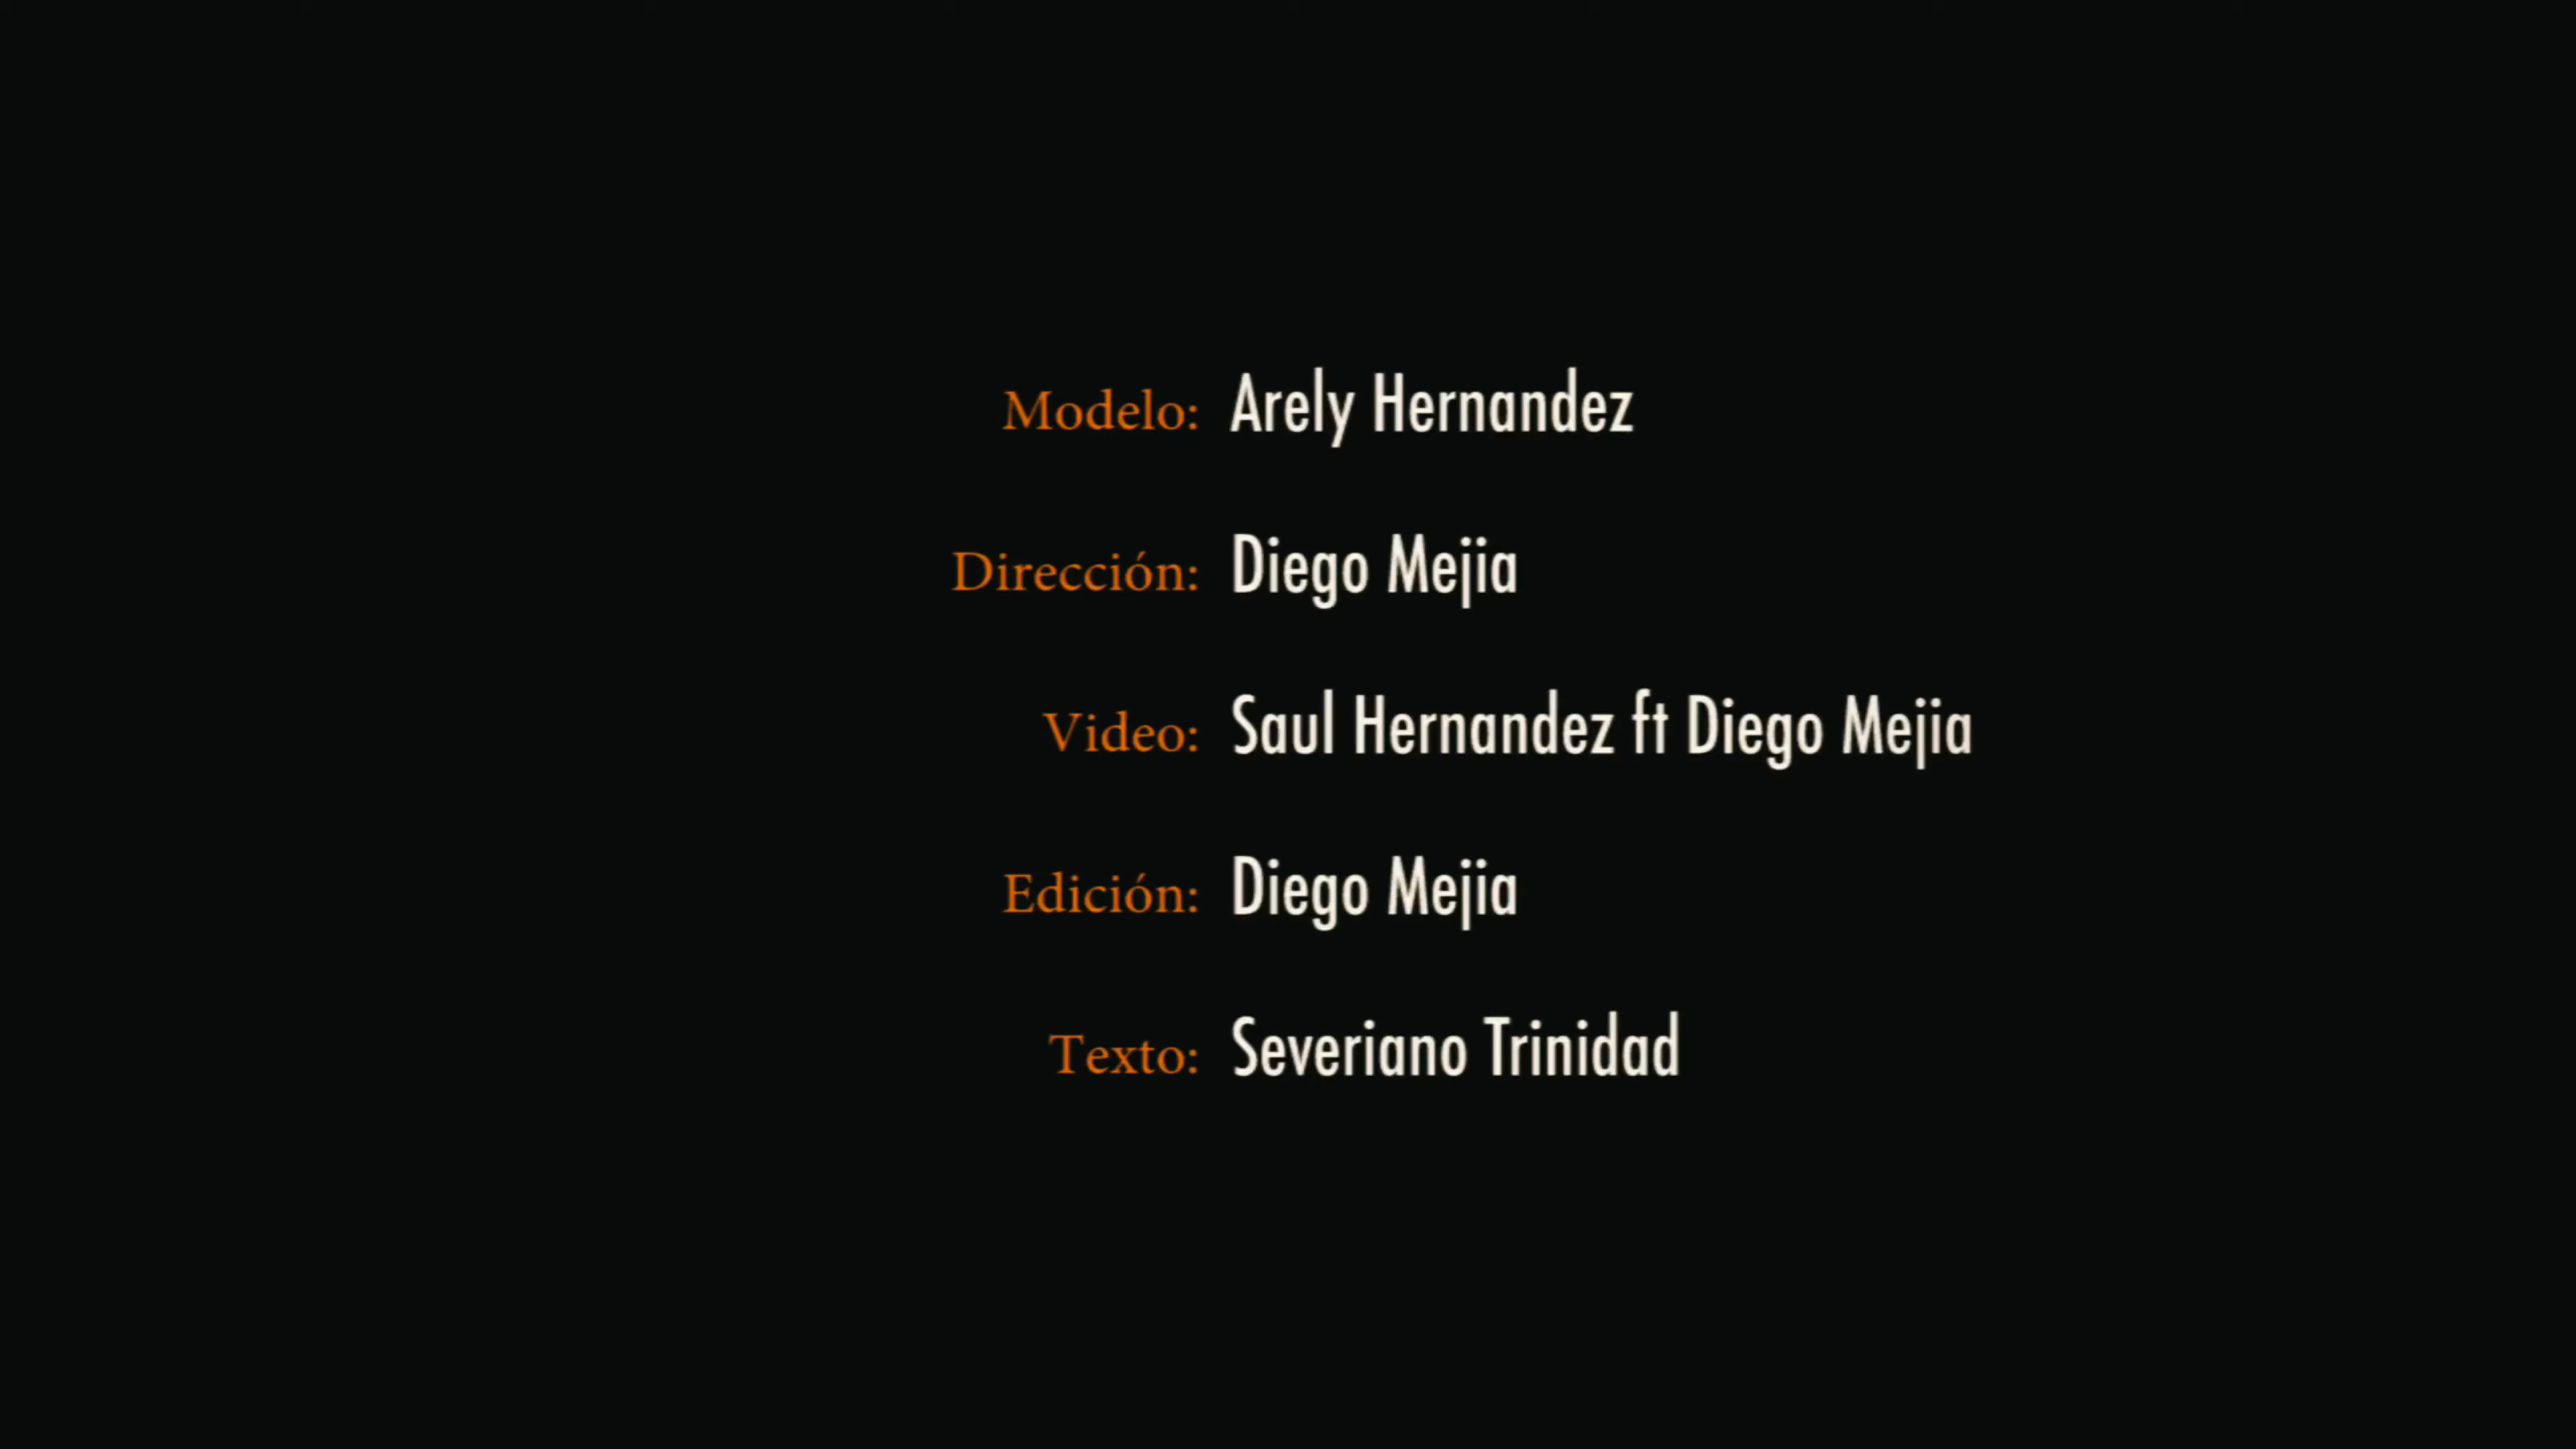 Modelo: Arely Hernandez
Dirección: Diego Mejia
Video: Saul Hernandez ft Diego Mejia
Edición: Diego Mejia
Texto: Severiano Trinidad